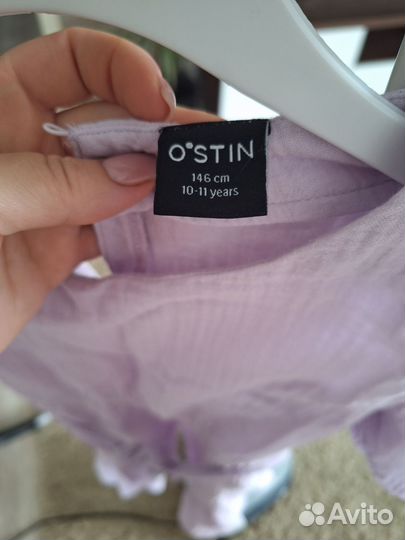 O'STIN
146 cm
10-11 years
Avito